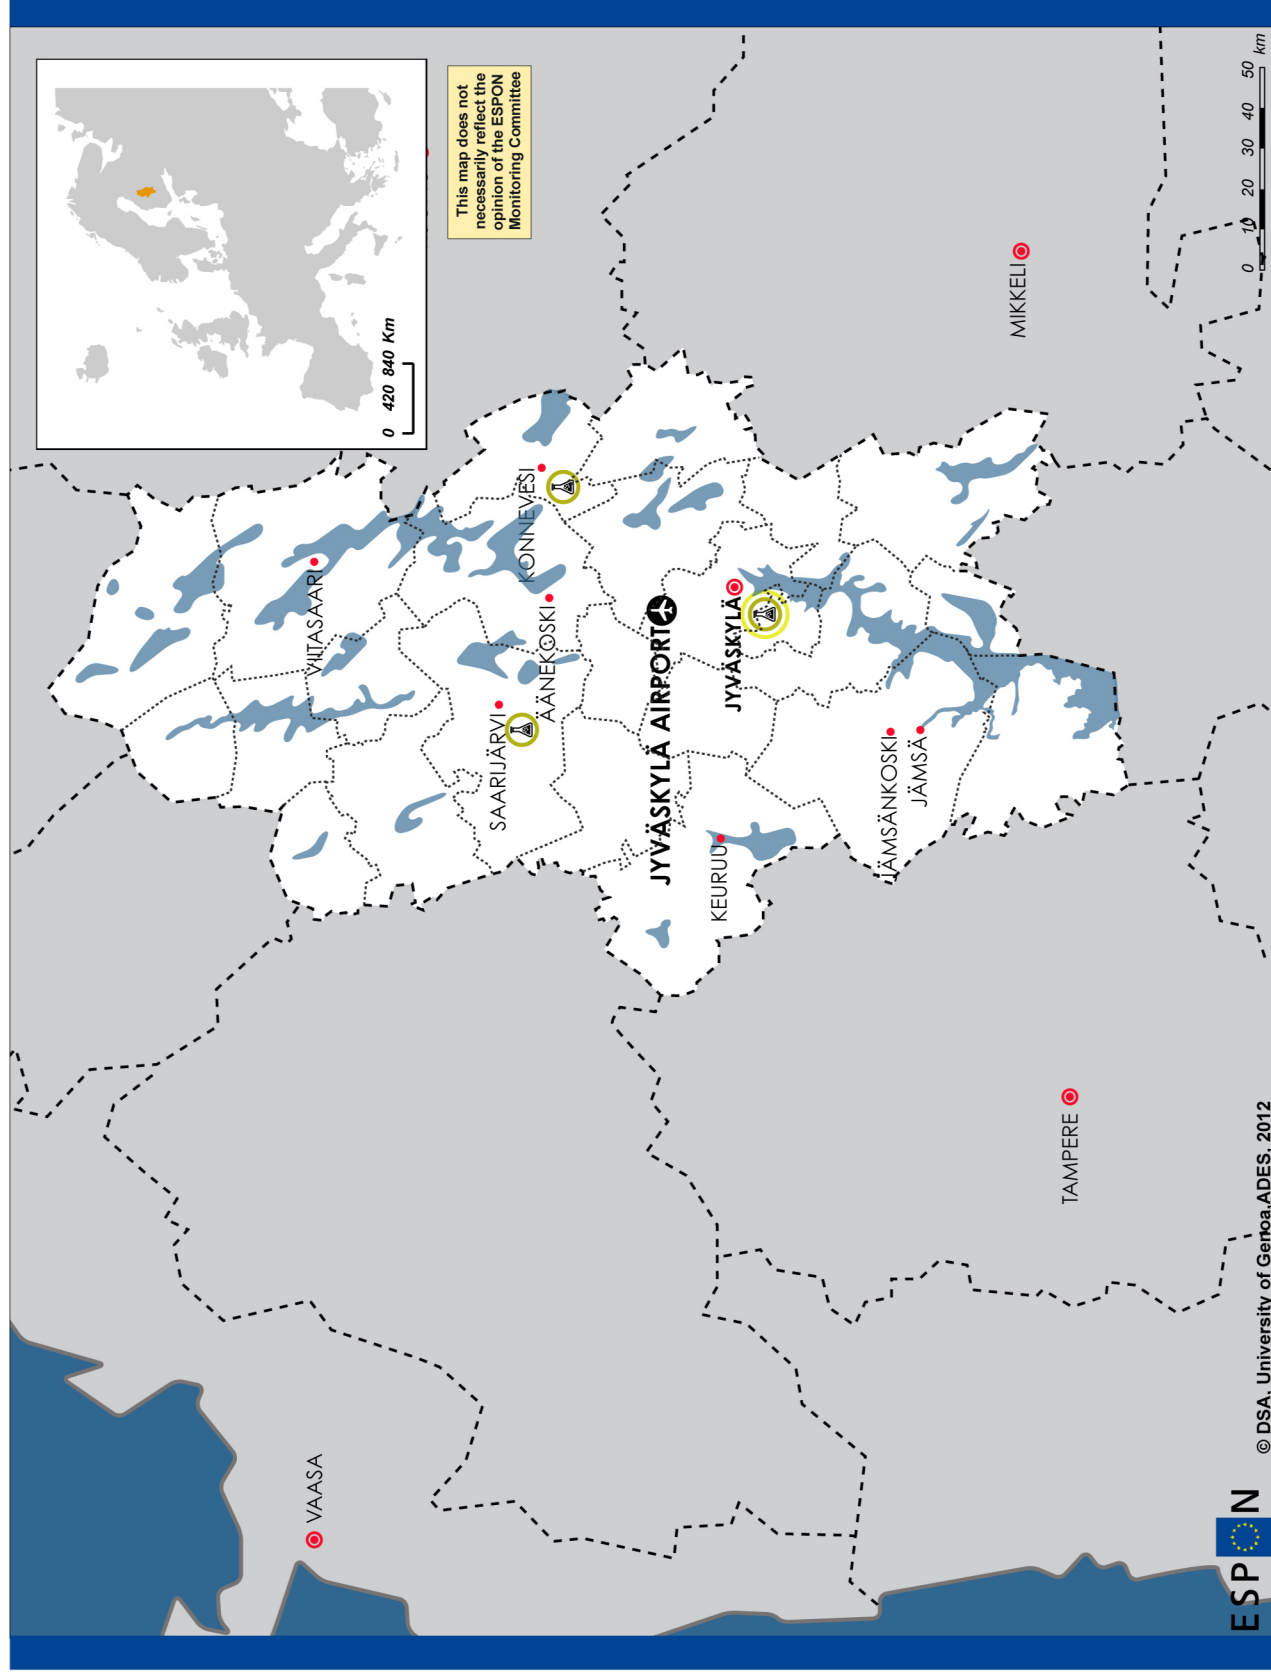 0 420 840 Km
This map does not
necessarily reflect the
opinion of the ESPON
Monitoring Committee
VAASA
VIITASAARI
SAARIJÄRVI
KONNEVESI
ÄÄNEKOSKI
JYVÄSKYLÄ AIRPORT
KEURUU
JYVÄSKYLÄ
JÄMSÄNKOSKI
JÄMSÄ
MIKKELI
TAMPERE
ESP N
© DSA, University of Genoa,ADES, 2012
0 10 20 30 40 50 km